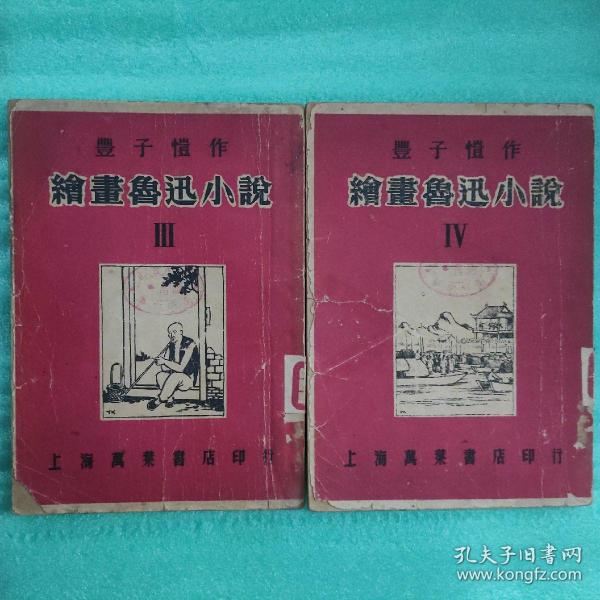 豐子愷作
繪畫魯迅小說
III
TK
上海萬葉書店印行
豐子愷作
繪畫魯迅小說
IV
TK
上海萬葉書店印行
孔夫子旧书网
www.kongfz.com